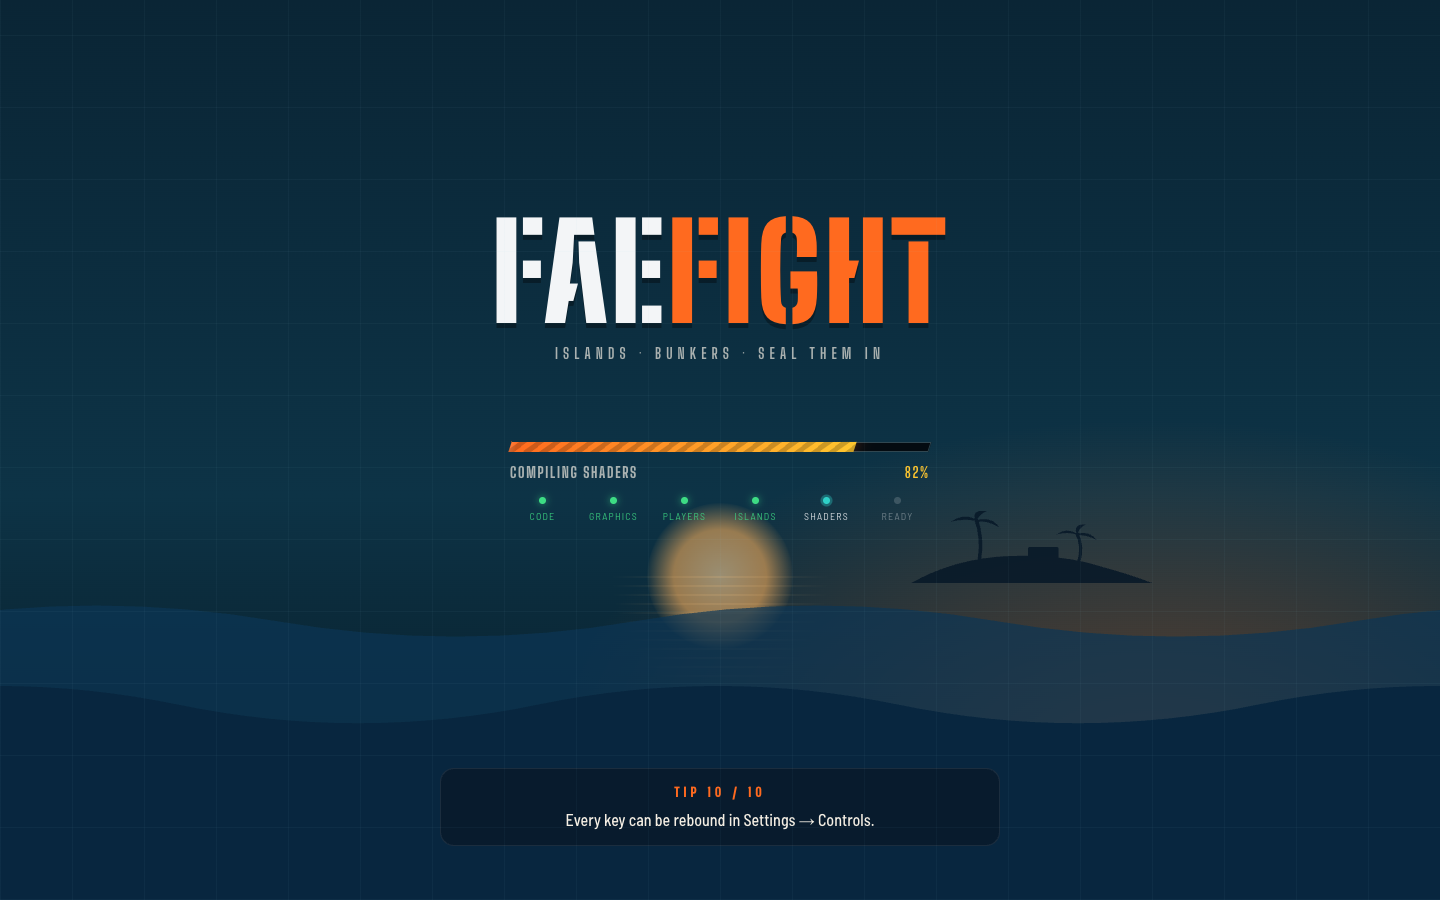 FAEFIGHT
ISLANDS · BUNKERS · SEAL THEM IN
COMPILING SHADERS 82%
CODE GRAPHICS PLAYERS ISLANDS SHADERS READY
TIP 10 / 10
Every key can be rebound in Settings → Controls.